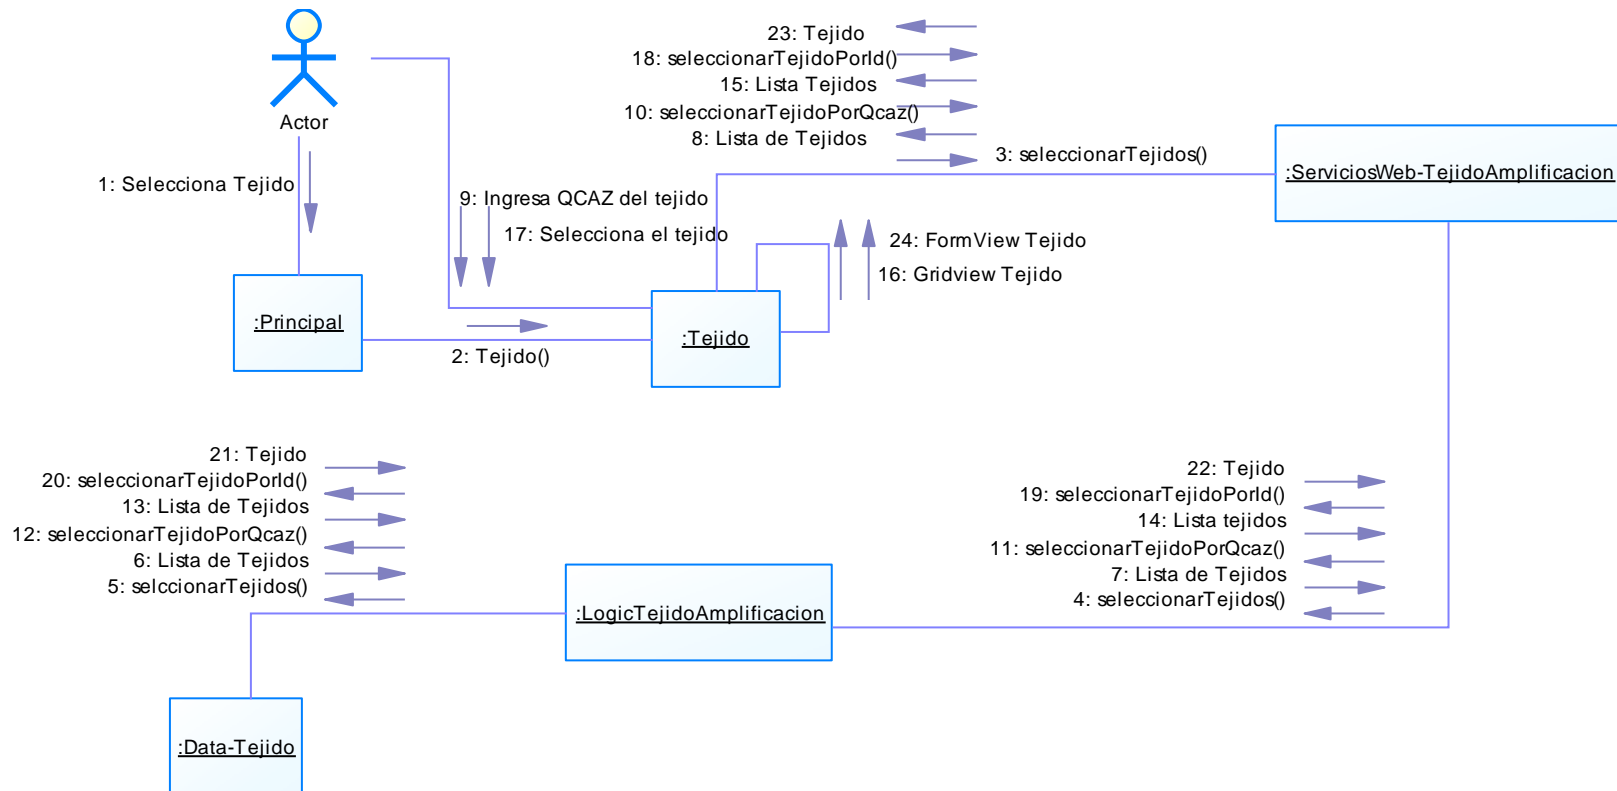 23: Tejido
18: seleccionarTejidoPorId()
15: Lista Tejidos
10: seleccionarTejidoPorQcaz()
8: Lista de Tejidos
3: seleccionarTejidos()
Actor
1: Selecciona Tejido
:ServiciosWeb-TejidoAmplificacion
9: Ingresa QCAZ del tejido
17: Selecciona el tejido
24: FormView Tejido
16: Gridview Tejido
:Principal
:Tejido
2: Tejido()
21: Tejido
20: seleccionarTejidoPorId()
13: Lista de Tejidos
12: seleccionarTejidoPorQcaz()
6: Lista de Tejidos
5: selccionarTejidos()
22: Tejido
19: seleccionarTejidoPorId()
14: Lista tejidos
11: seleccionarTejidoPorQcaz()
7: Lista de Tejidos
4: seleccionarTejidos()
:LogicTejidoAmplificacion
:Data-Tejido